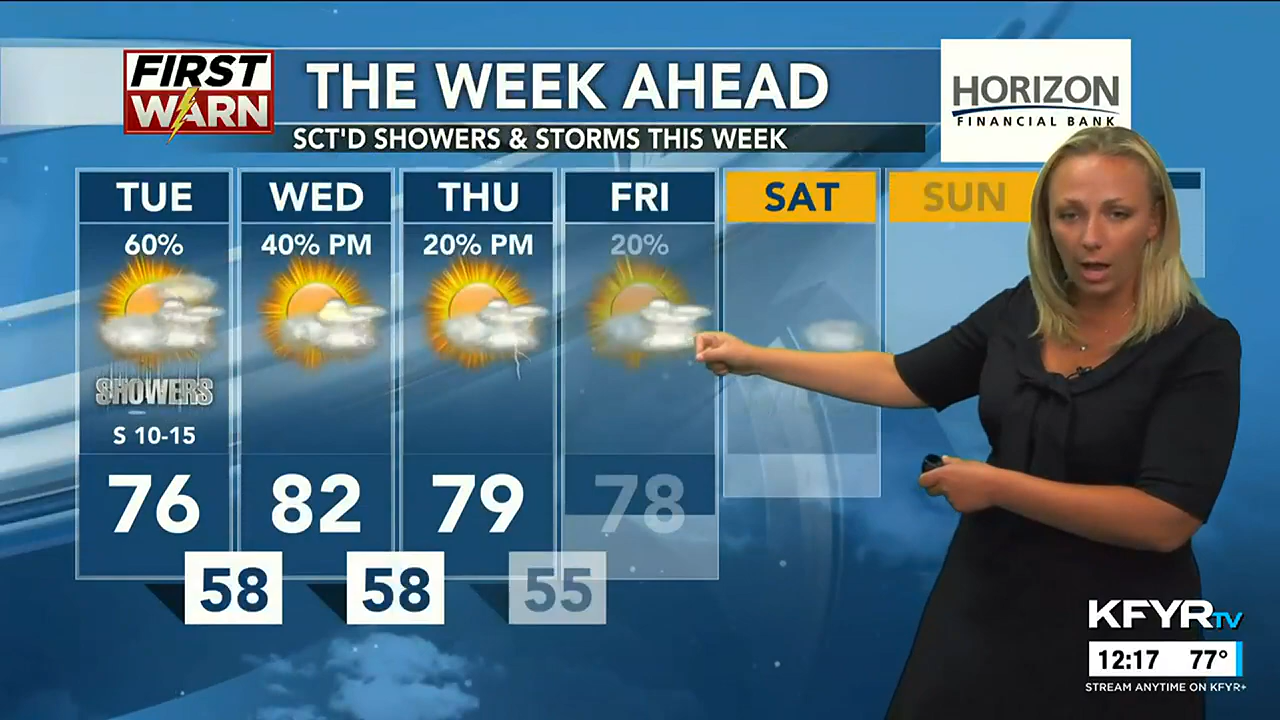 FIRST
WARN
THE WEEK AHEAD
SCT'D SHOWERS & STORMS THIS WEEK
HORIZON
FINANCIAL BANK
TUE WED THU FRI SAT SUN
60% 40% PM 20% PM 20%
SHOWERS
S 10-15
76 82 79 78
58 58 55
KFYR TV
12:17 77°
STREAM ANYTIME ON KFYR+